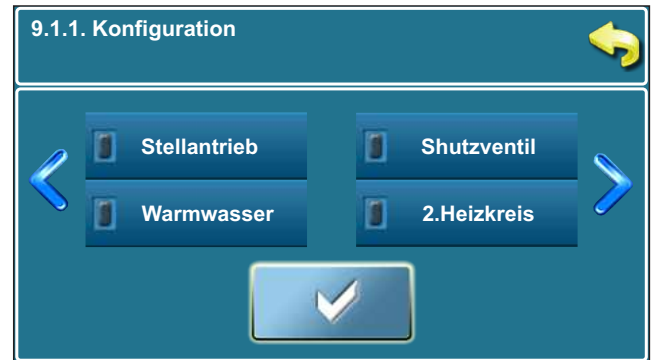 9.1.1. Konfiguration
Stellantrieb
Shutzventil
Warmwasser
2.Heizkreis